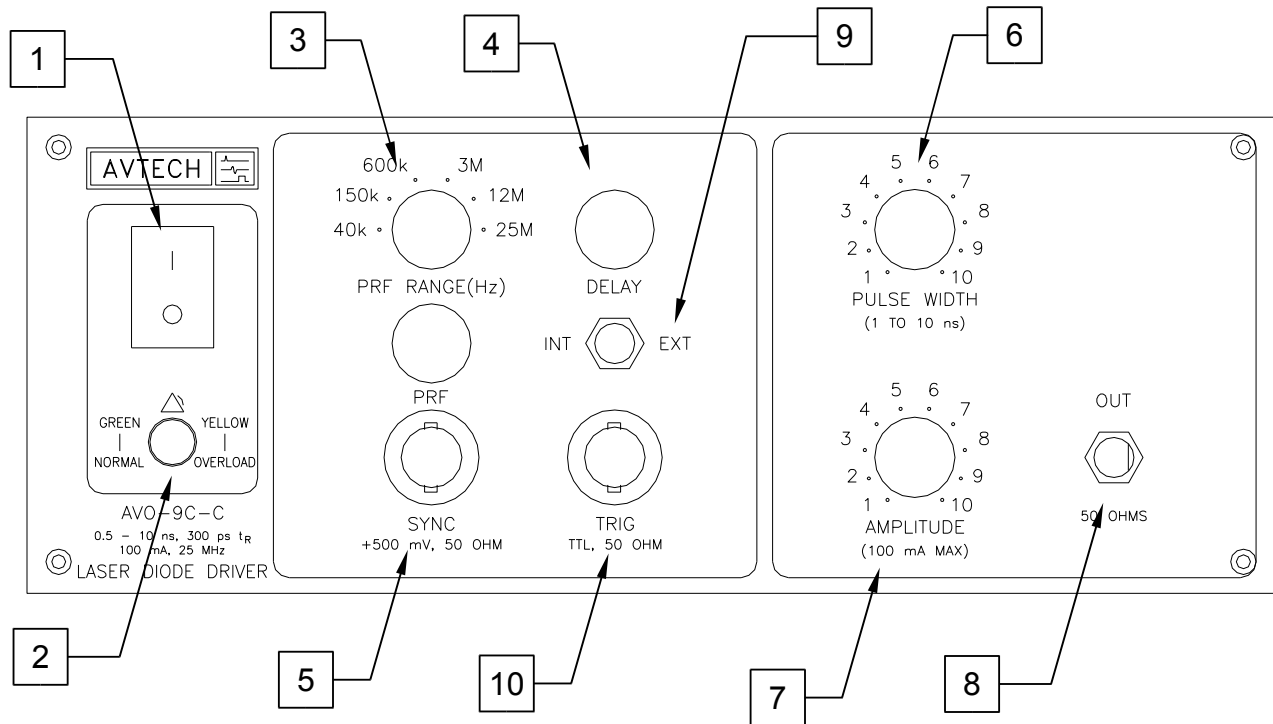 1
3
4
9
6
AVTECH
I
O
GREEN
NORMAL
YELLOW
OVERLOAD
AVO-9C-C
0.5 - 10 ns, 300 ps tR
100 mA, 25 MHz
LASER DIODE DRIVER
40k
150k
600k
3M
12M
25M
PRF RANGE(Hz)
PRF
DELAY
INT
EXT
SYNC
+500 mV, 50 OHM
TRIG
TTL, 50 OHM
1
2
3
4
5
6
7
8
9
10
PULSE WIDTH
(1 TO 10 ns)
1
2
3
4
5
6
7
8
9
10
AMPLITUDE
(100 mA MAX)
OUT
50 OHMS
2
5
10
7
8